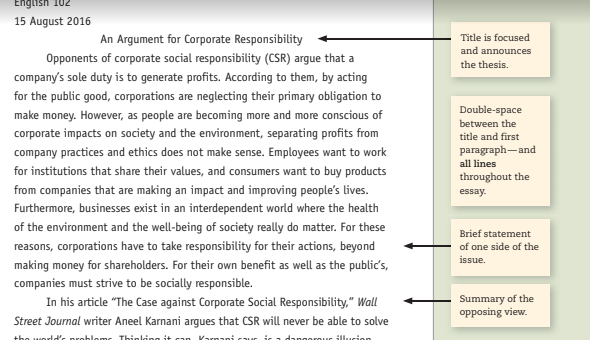 English 102
15 August 2016
An Argument for Corporate Responsibility
Opponents of corporate social responsibility (CSR) argue that a
company's sole duty is to generate profits. According to them, by acting
for the public good, corporations are neglecting their primary obligation to
make money. However, as people are becoming more and more conscious of
corporate impacts on society and the environment, separating profits from
company practices and ethics does not make sense. Employees want to work
for institutions that share their values, and consumers want to buy products
from companies that are making an impact and improving people's lives.
Furthermore, businesses exist in an interdependent world where the health
of the environment and the well-being of society really do matter. For these
reasons, corporations have to take responsibility for their actions, beyond
making money for shareholders. For their own benefit as well as the public's,
companies must strive to be socially responsible.
In his article “The Case against Corporate Social Responsibility,” Wall
Street Journal writer Aneel Karnani argues that CSR will never be able to solve
the world's problems. Thinking it can, Karnani says, is a dangerous illusion.
Title is focused
and announces
the thesis.
Double-space
between the
title and first
paragraph—and
all lines
throughout the
essay.
Brief statement
of one side of the
issue.
Summary of the
opposing view.